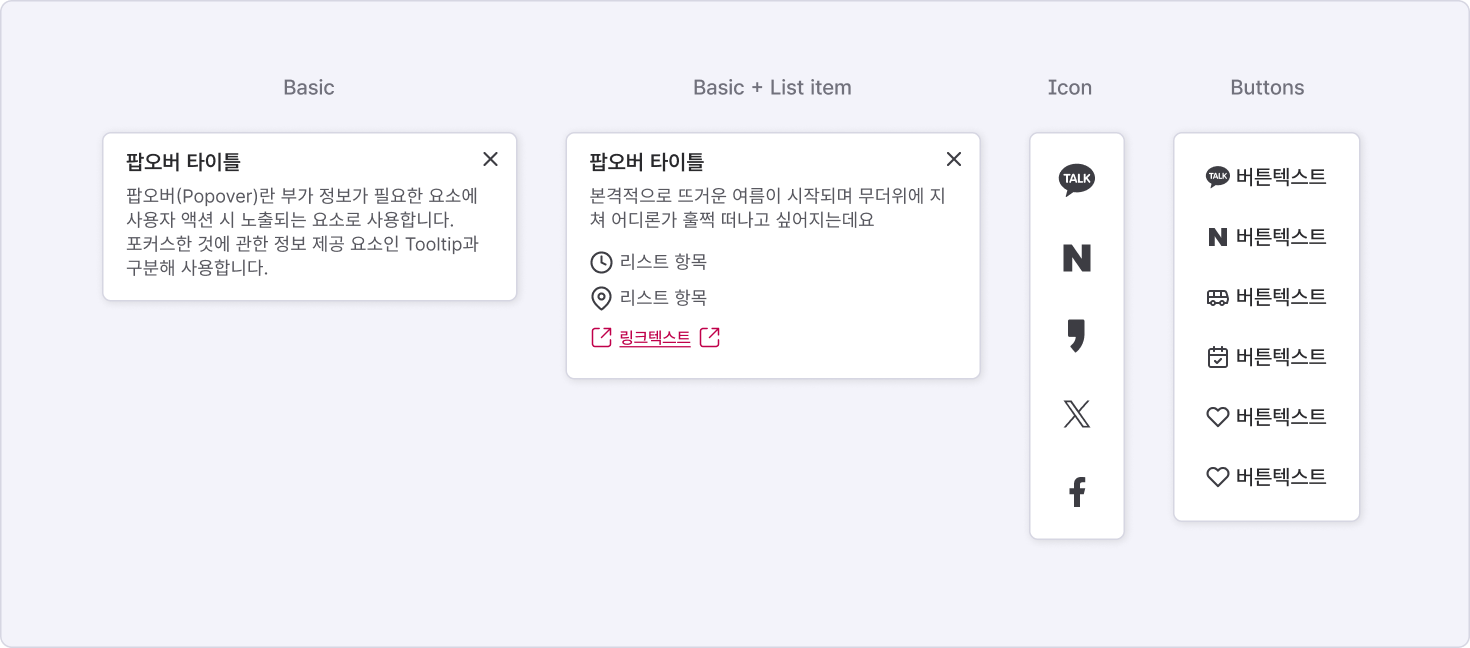 Basic
팝오버 타이틀
팝오버(Popover)란 부가 정보가 필요한 요소에
사용자 액션 시 노출되는 요소로 사용합니다.
포커스한 것에 관한 정보 제공 요소인 Tooltip과
구분해 사용합니다.
Basic + List item
팝오버 타이틀
본격적으로 뜨거운 여름이 시작되며 무더위에 지
쳐 어디론가 훌쩍 떠나고 싶어지는데요
리스트 항목
리스트 항목
링크텍스트
Icon
TALK
N
Buttons
TALK 버튼텍스트
N 버튼텍스트
버튼텍스트
버튼텍스트
버튼텍스트
버튼텍스트